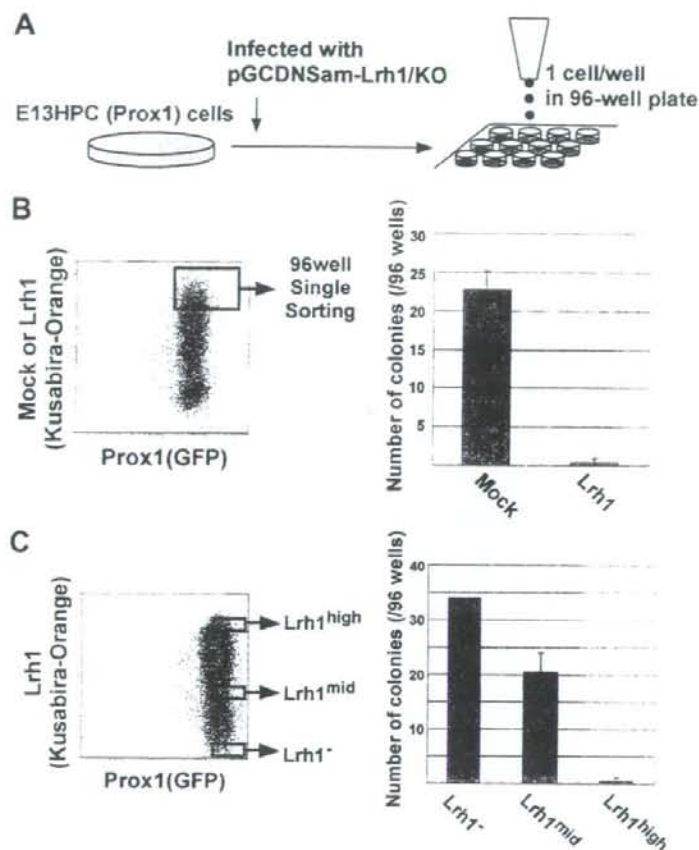 A
Infected with
pGCDNSam-Lrh1/KO
1 cell/well
in 96-well plate
E13HPC (Prox1) cells
B
Mock or Lrh1
(Kusabira-Orange)
96well
Single
Sorting
Prox1(GFP)
Number of colonies (/96 wells)
30
25
20
15
10
5
Mock
Lrh1
C
Lrh1
(Kusabira-Orange)
Lrh1high
Lrh1mid
Lrh1-
Prox1(GFP)
Number of colonies (/96 wells)
40
30
20
10
Lrh1-
Lrh1mid
Lrh1high